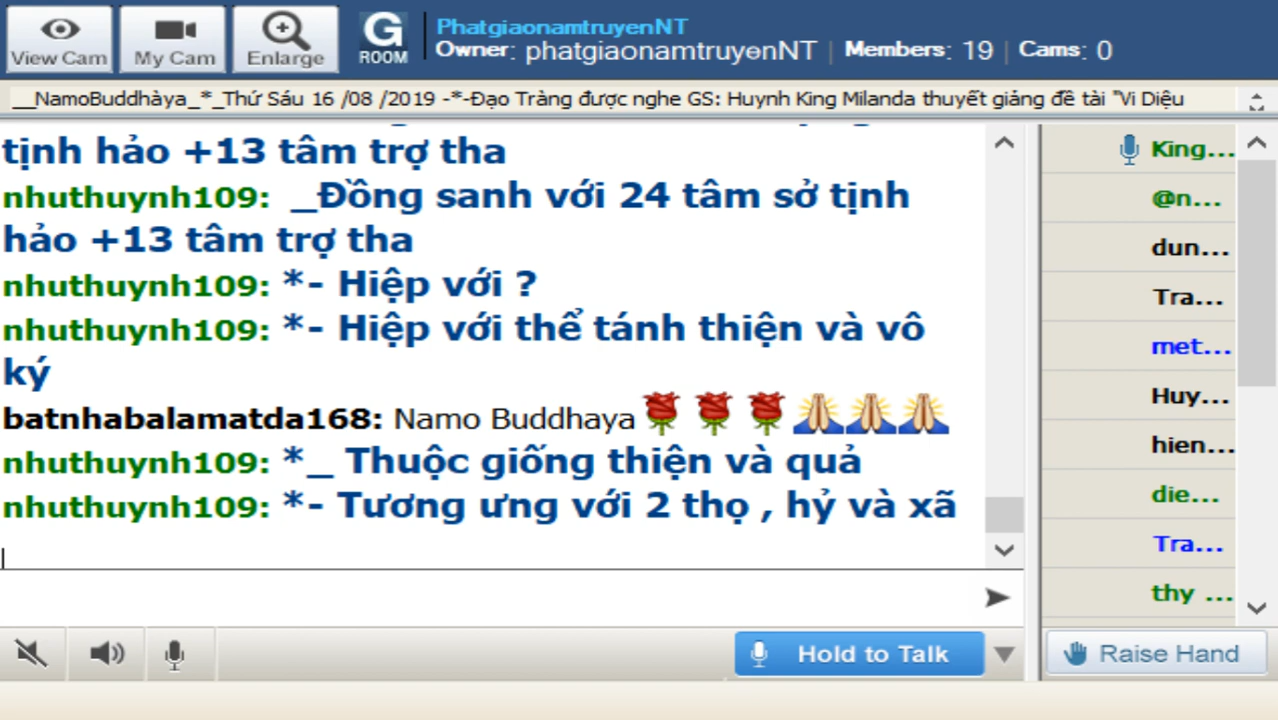 View Cam
My Cam
Enlarge
G
ROOM
PhatgiaonamtruyenNT
Owner: phatgiaonamtruyenNT | Members: 19 | Cams: 0
__NamoBuddhàya_*_Thứ Sáu 16 /08 /2019 -*-Đạo Tràng được nghe GS: Huynh King Milanda thuyết giảng đề tài "Vi Diệu
tịnh hảo +13 tâm trợ tha
nhuthuynh109: _Đồng sanh với 24 tâm sở tịnh
hảo +13 tâm trợ tha
nhuthuynh109: *- Hiệp với ?
nhuthuynh109: *- Hiệp với thể tánh thiện và vô
ký
batnhabalamatda168: Namo Buddhaya
nhuthuynh109: *_ Thuộc giống thiện và quả
nhuthuynh109: *- Tương ưng với 2 thọ , hỷ và xã
King...
@n...
dun...
Tra...
met...
Huy...
hien...
die...
Tra...
thy ...
Hold to Talk
Raise Hand